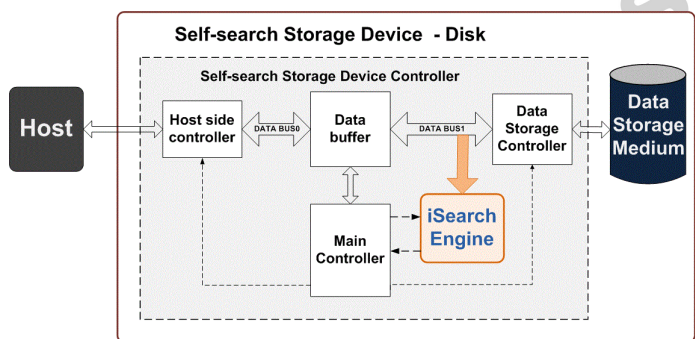 Self-search Storage Device - Disk
Self-search Storage Device Controller
Host
Host side
controller
DATA BUS0
Data
buffer
DATA BUS1
Data
Storage
Controller
Data
Storage
Medium
Main
Controller
iSearch
Engine